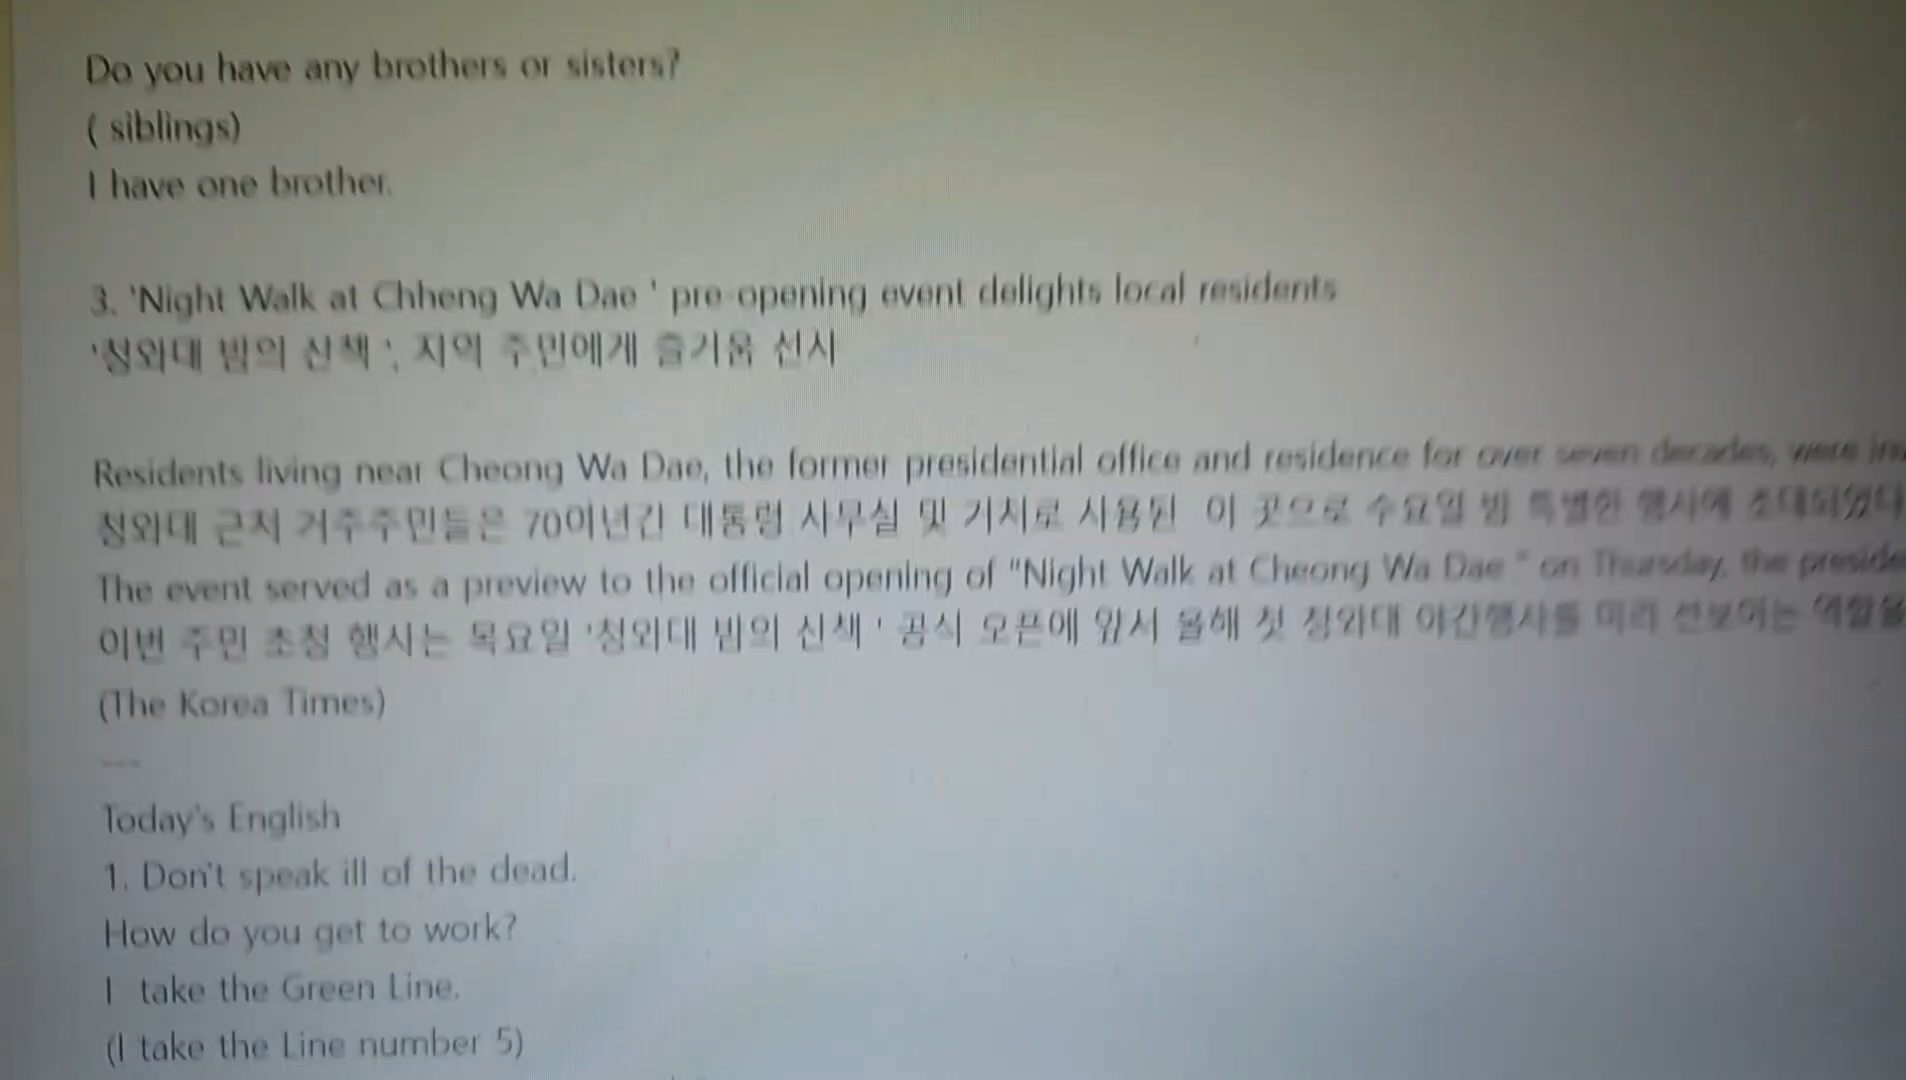 Do you have any brothers or sisters?
( siblings)
I have one brother.
3. 'Night Walk at Chheng Wa Dae ' pre-opening event delights local residents
'청와대 밤의 산책 ', 지역 주민에게 즐거움 선사
Residents living near Cheong Wa Dae, the former presidential office and residence for over seven decades, were
청와대 근처 거주주민들은 70여년간 대통령 사무실 및 거처로 사용된 이 곳으로 수요일 밤 특별한 행사에 초대되었다
The event served as a preview to the official opening of "Night Walk at Cheong Wa Dae " on Thursday, the
이번 주민 초청 행사는 목요일 '청와대 밤의 산책 ' 공식 오픈에 앞서 올해 첫 청와대 야간행사를 미리 선보이는 역할을
(The Korea Times)
---
Today's English
1. Don't speak ill of the dead.
How do you get to work?
I take the Green Line.
(I take the Line number 5)